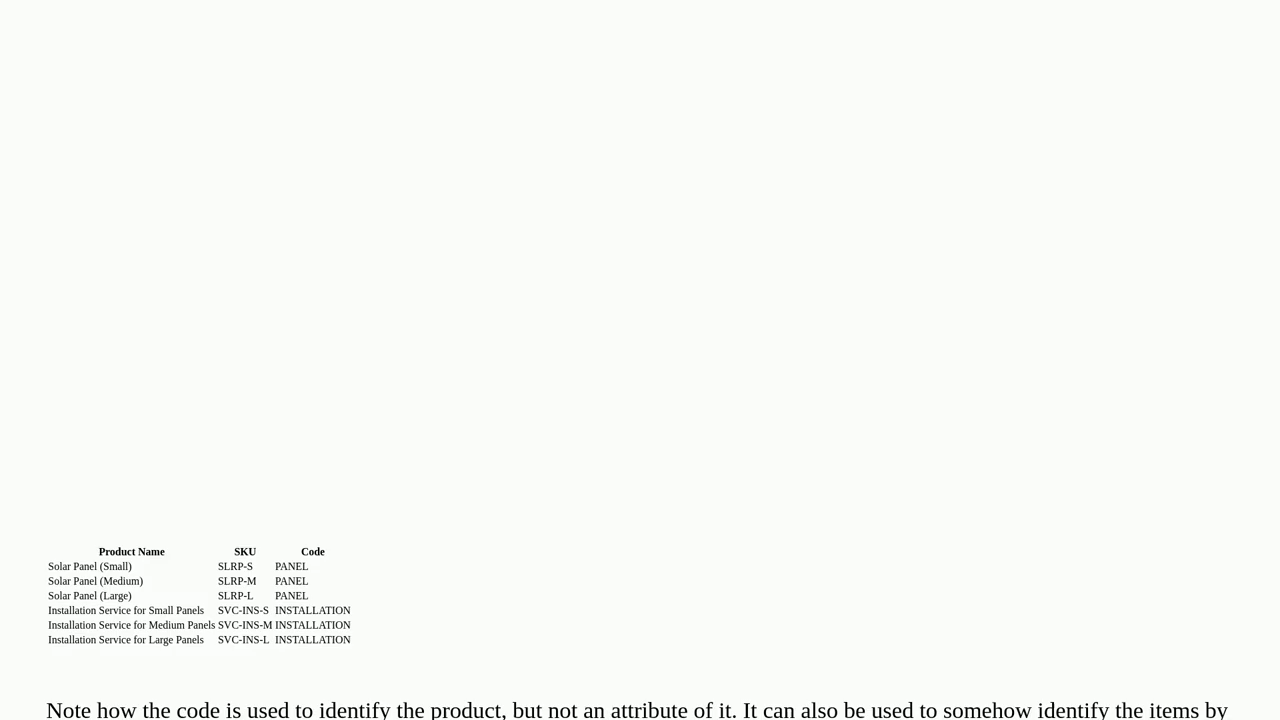 Product Name SKU Code
Solar Panel (Small) SLRP-S PANEL
Solar Panel (Medium) SLRP-M PANEL
Solar Panel (Large) SLRP-L PANEL
Installation Service for Small Panels SVC-INS-S INSTALLATION
Installation Service for Medium Panels SVC-INS-M INSTALLATION
Installation Service for Large Panels SVC-INS-L INSTALLATION
Note how the code is used to identify the product, but not an attribute of it. It can also be used to somehow identify the items by